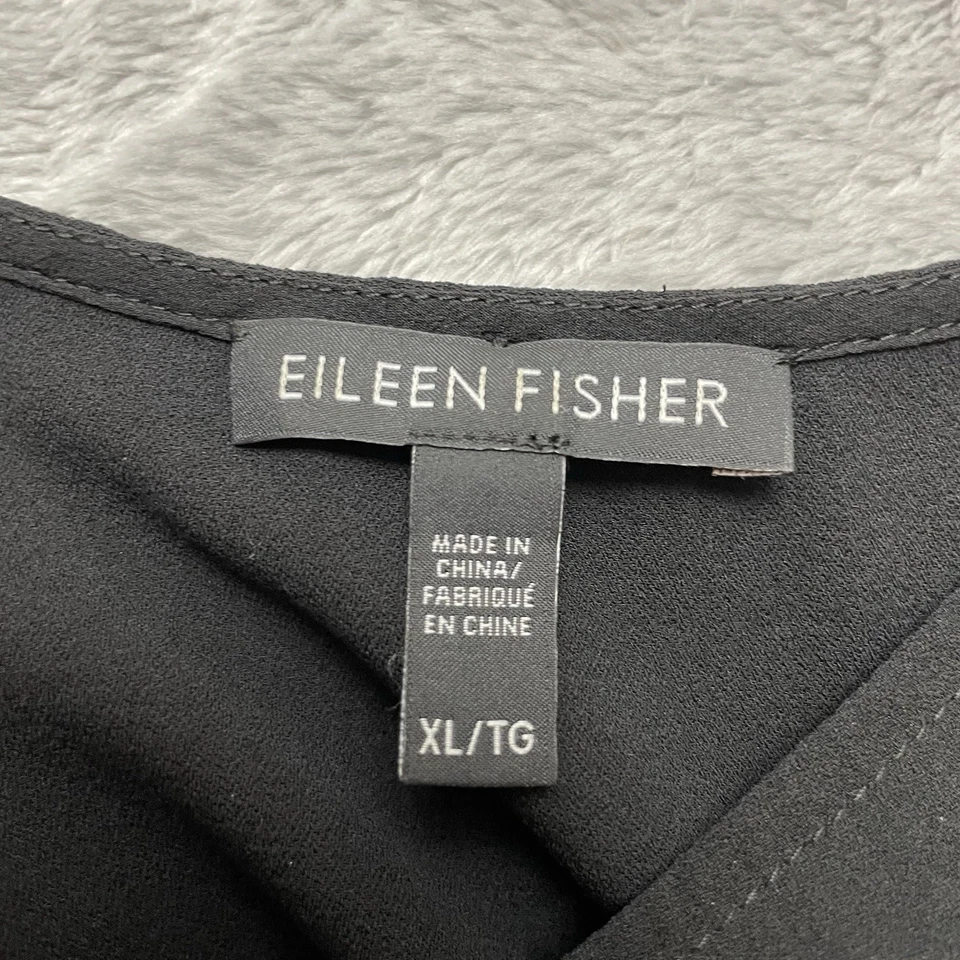 EILEEN FISHER
MADE IN
CHINA/
FABRIQUÉ
EN CHINE
XL/TG